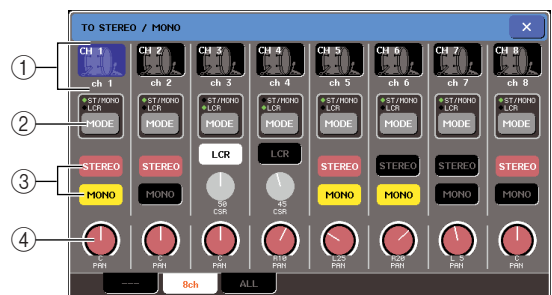 TO STEREO / MONO ×
CH 1 CH 2 CH 3 CH 4 CH 5 CH 6 CH 7 CH 8
1
ch 1 ch 2 ch 3 ch 4 ch 5 ch 6 ch 7 ch 8
ST/MONO ST/MONO ST/MONO ST/MONO ST/MONO ST/MONO ST/MONO ST/MONO
LCR LCR LCR LCR LCR LCR LCR LCR
2 MODE MODE MODE MODE MODE MODE MODE MODE
LCR LCR
STEREO STEREO STEREO STEREO STEREO STEREO
3
MONO MONO MONO MONO MONO MONO
50 45
CSR CSR
4
C C C R10 L25 R20 L 5 C
PAN PAN PAN PAN PAN PAN PAN PAN
--- 8ch ALL